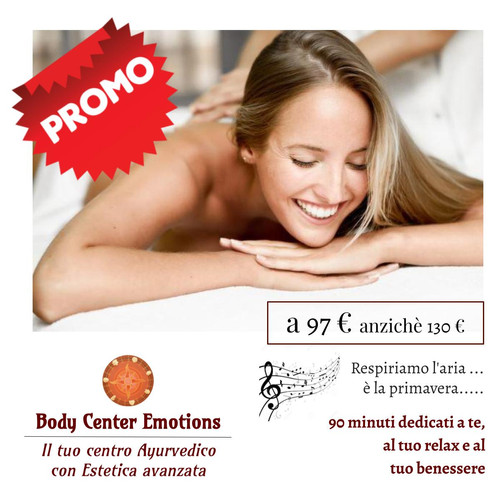 PROMO
a 97 € anzichè 130 €
Respiriamo l'aria ...
è la primavera.....
Body Center Emotions
Il tuo centro Ayurvedico
con Estetica avanzata
90 minuti dedicati a te,
al tuo relax e al
tuo benessere